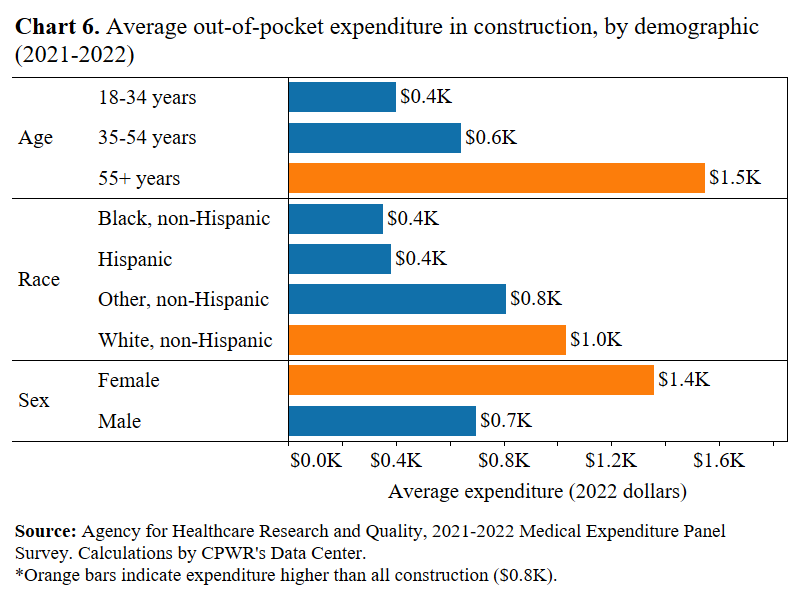 Chart 6. Average out-of-pocket expenditure in construction, by demographic
(2021-2022)
18-34 years $0.4K
Age 35-54 years $0.6K
55+ years $1.5K
Black, non-Hispanic $0.4K
Hispanic $0.4K
Race
Other, non-Hispanic $0.8K
White, non-Hispanic $1.0K
Female $1.4K
Sex
Male $0.7K
$0.0K $0.4K $0.8K $1.2K $1.6K
Average expenditure (2022 dollars)
Source: Agency for Healthcare Research and Quality, 2021-2022 Medical Expenditure Panel
Survey. Calculations by CPWR's Data Center.
*Orange bars indicate expenditure higher than all construction ($0.8K).